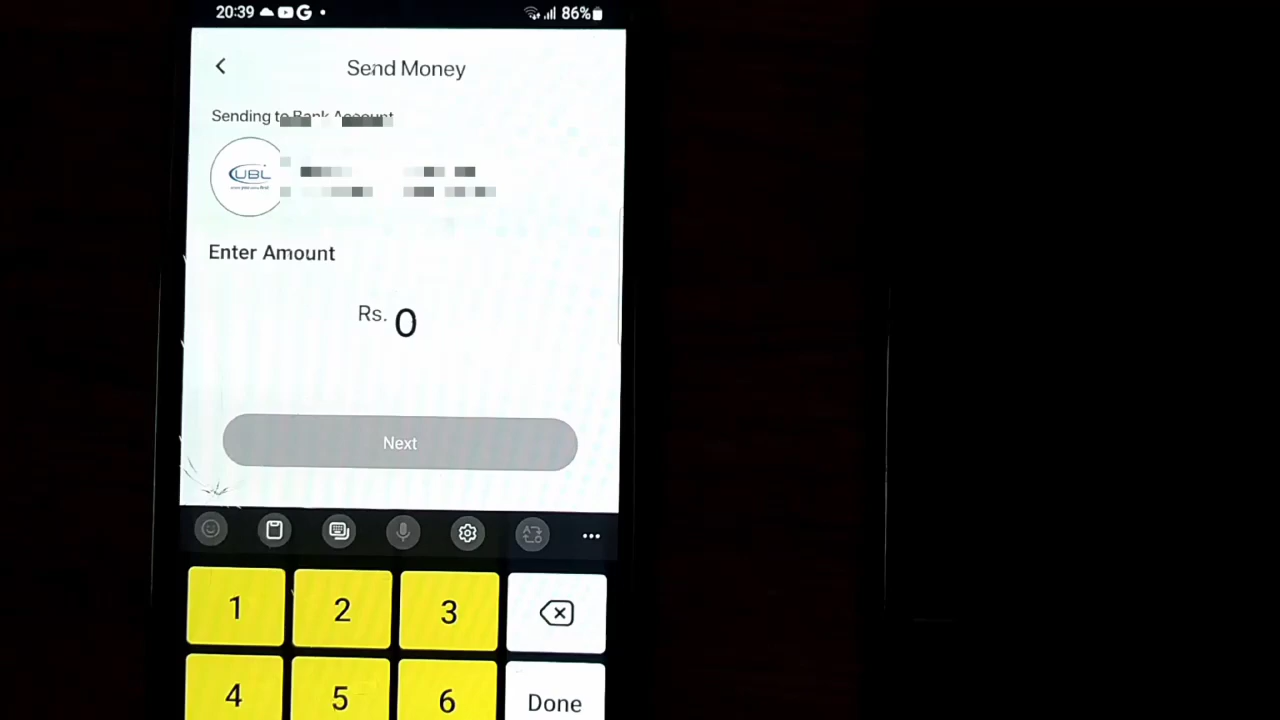 20:39 86%
Send Money
Sending to Bank Account
UBL
Enter Amount
Rs. 0
Next
1 2 3
4 5 6 Done